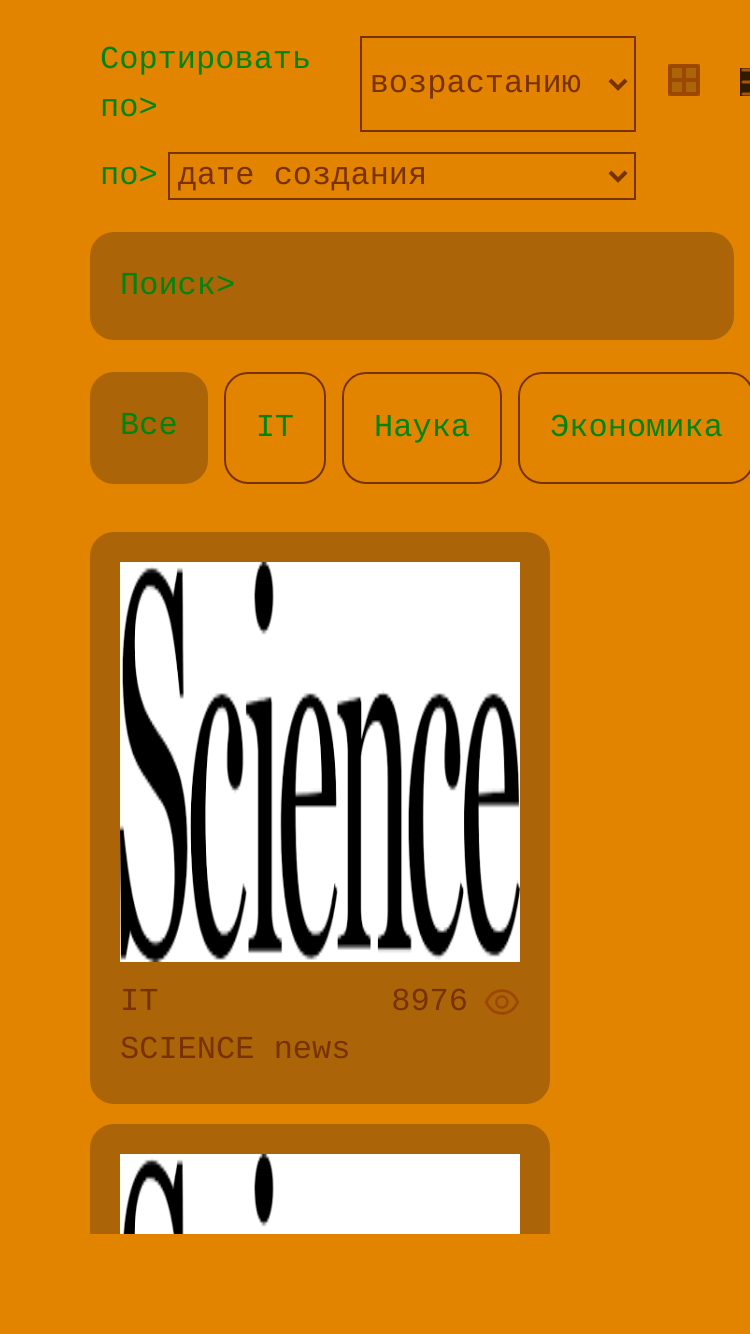 Сортировать
по>
возрастанию
по>
дате создания
Поиск>
Все
IT
Наука
Экономика
Science
IT
8976
SCIENCE news